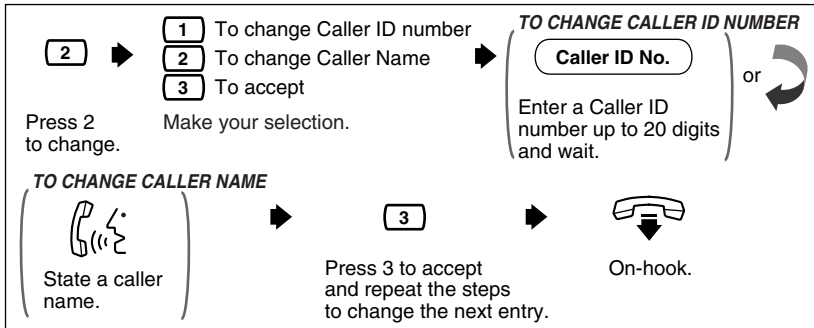 2
Press 2
to change.
1 To change Caller ID number
2 To change Caller Name
3 To accept
Make your selection.
TO CHANGE CALLER ID NUMBER
Caller ID No.
or
Enter a Caller ID
number up to 20 digits
and wait.
TO CHANGE CALLER NAME
State a caller
name.
3
Press 3 to accept
and repeat the steps
to change the next entry.
On-hook.